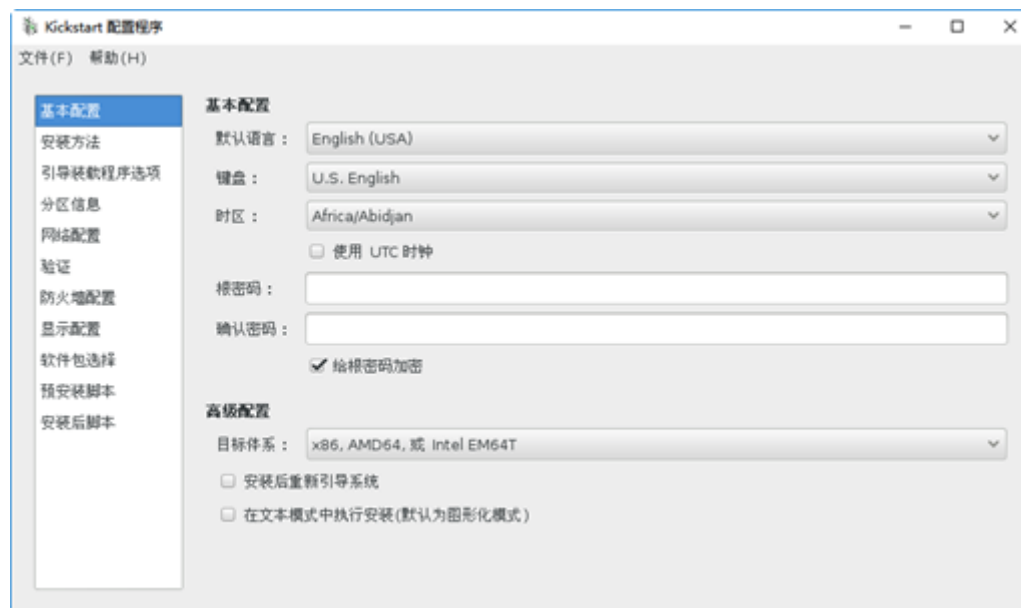 Kickstart 配置程序
文件(F) 帮助(H)
基本配置
安装方法
引导装载程序选项
分区信息
网络配置
验证
防火墙配置
显示配置
软件包选择
预安装脚本
安装后脚本
基本配置
默认语言： English (USA)
键盘： U.S. English
时区： Africa/Abidjan
使用 UTC 时钟
根密码：
确认密码：
给根密码加密
高级配置
目标体系： x86, AMD64, 或 Intel EM64T
安装后重新引导系统
在文本模式中执行安装(默认为图形化模式)